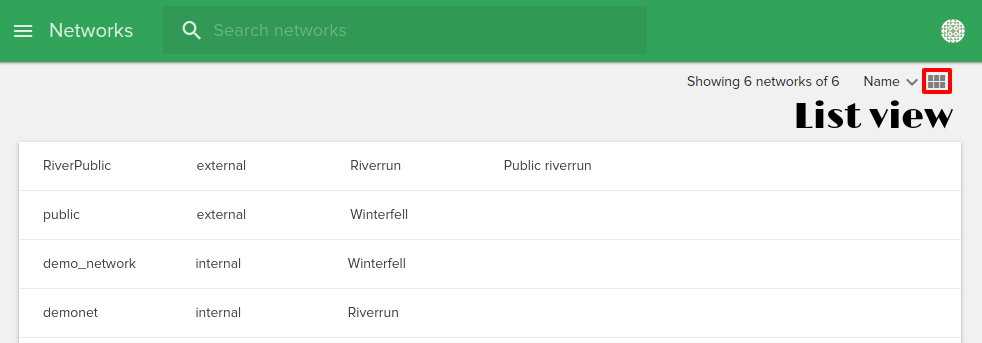 Networks Search networks
Showing 6 networks of 6 Name
List view
RiverPublic external Riverrun Public riverrun
public external Winterfell
demo_network internal Winterfell
demonet internal Riverrun